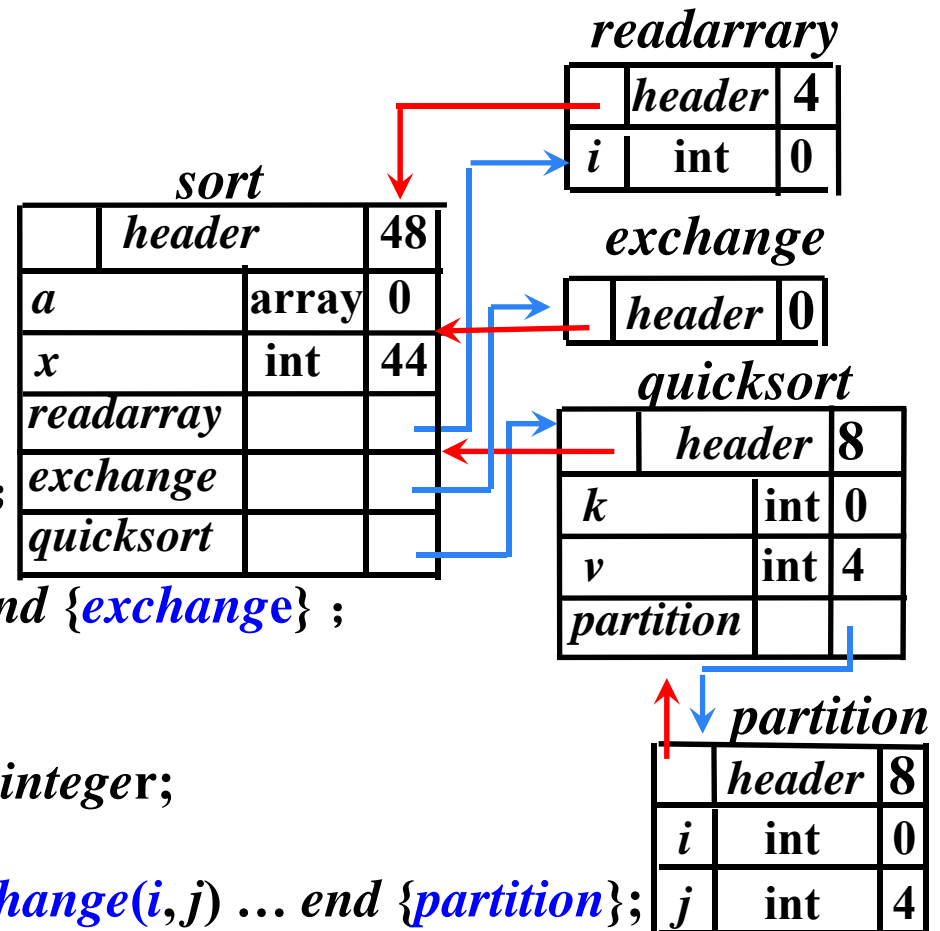 readarrary
header 4
i int 0
sort
header 48
a array 0
x int 44
readarray
exchange
quicksort
exchange
header 0
quicksort
header 8
k int 0
v int 4
partition
;
nd {exchange} ;
partition
header 8
i int 0
j int 4
integer;
hange(i, j) … end {partition};